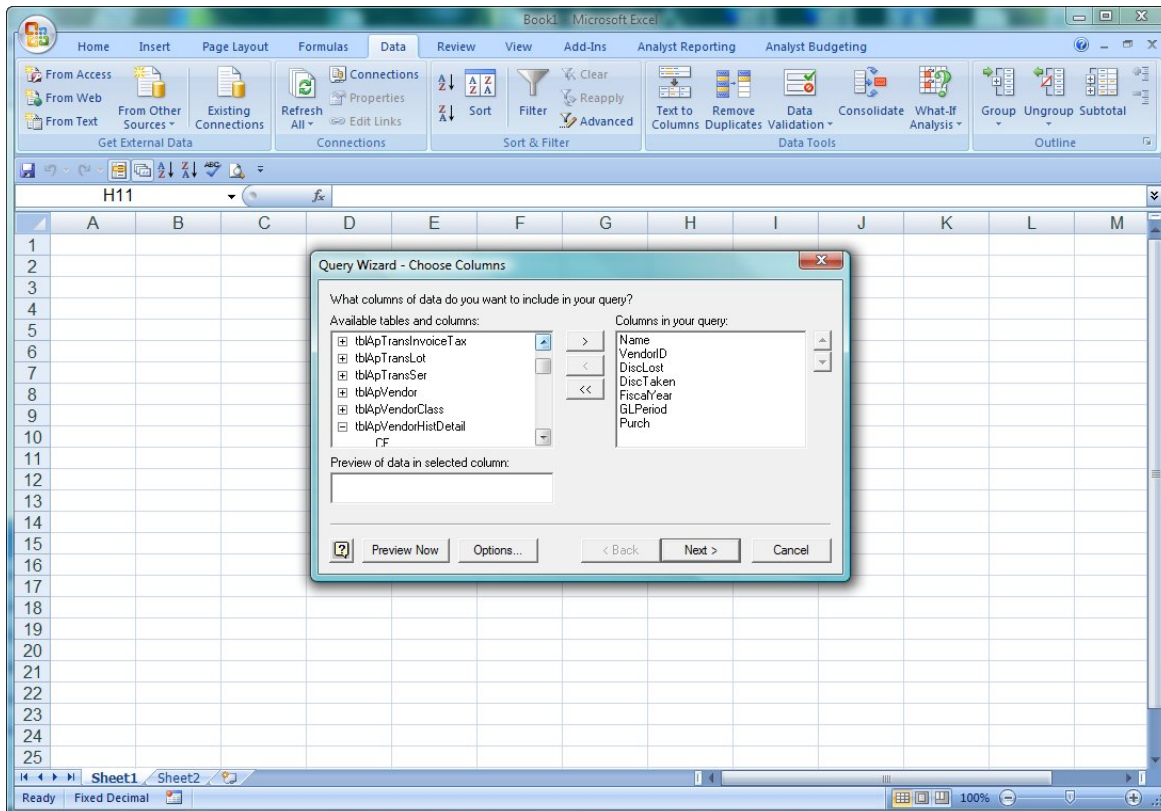 Book1 - Microsoft Excel
Home Insert Page Layout Formulas Data Review View Add-Ins Analyst Reporting Analyst Budgeting
From Access
From Web
From Text
From Other Sources
Existing Connections
Get External Data
Refresh All
Connections
Properties
Edit Links
Connections
Sort
Filter
Clear
Reapply
Advanced
Sort & Filter
Text to Columns
Remove Duplicates
Data Validation
Consolidate
What-If Analysis
Data Tools
Group
Ungroup
Subtotal
Outline
H11 fx
A B C D E F G H I J K L M
1
2
3
4
5
6
7
8
9
10
11
12
13
14
15
16
17
18
19
20
21
22
23
24
25
Query Wizard - Choose Columns
What columns of data do you want to include in your query?
Available tables and columns:
tblApTransInvoiceTax
tblApTransLot
tblApTransSer
tblApVendor
tblApVendorClass
tblApVendorHistDetail
CF
>
<
<<
Columns in your query:
Name
VendorID
DiscLost
DiscTaken
FiscalYear
GLPeriod
Purch
Preview of data in selected column:
? Preview Now Options... < Back Next > Cancel
Sheet1 Sheet2
Ready Fixed Decimal 100%